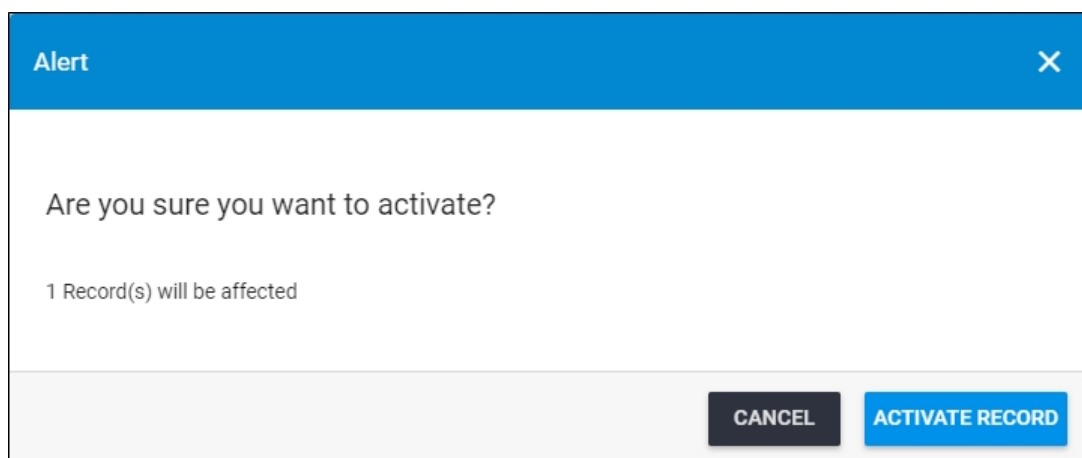 Alert
Are you sure you want to activate?
1 Record(s) will be affected
CANCEL ACTIVATE RECORD